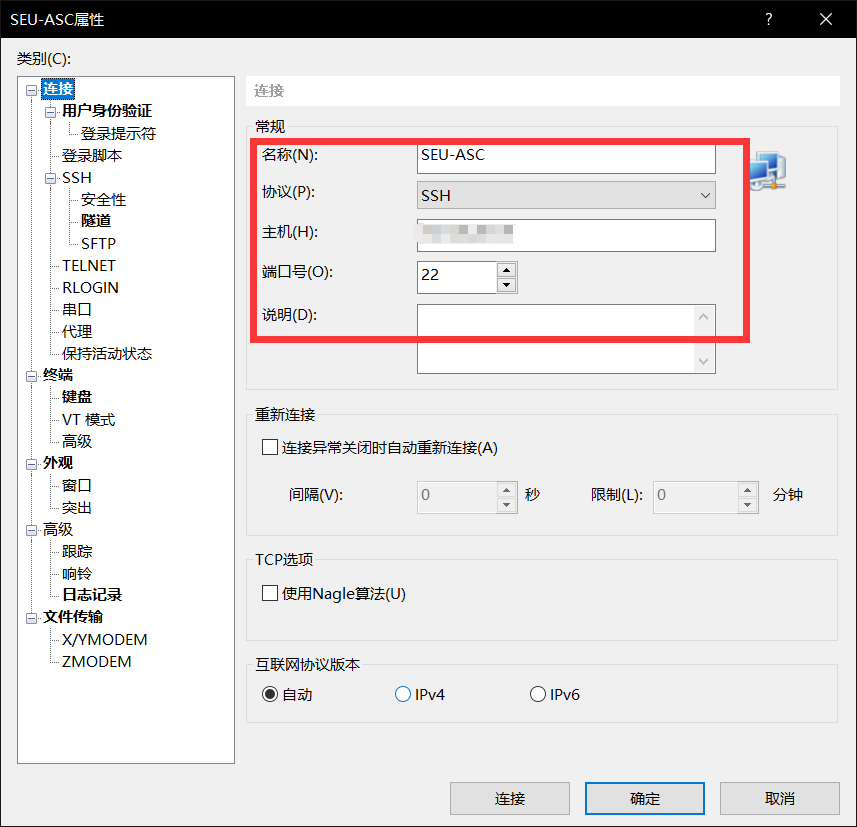 SEU-ASC属性
?
类别(C):
连接
用户身份验证
登录提示符
登录脚本
SSH
安全性
隧道
SFTP
TELNET
RLOGIN
串口
代理
保持活动状态
终端
键盘
VT 模式
高级
外观
窗口
突出
高级
跟踪
响铃
日志记录
文件传输
X/YMODEM
ZMODEM
连接
常规
名称(N): SEU-ASC
协议(P): SSH
主机(H):
端口号(O): 22
说明(D):
重新连接
连接异常关闭时自动重新连接(A)
间隔(V): 0 秒 限制(L): 0 分钟
TCP选项
使用Nagle算法(U)
互联网协议版本
自动 IPv4 IPv6
连接 确定 取消